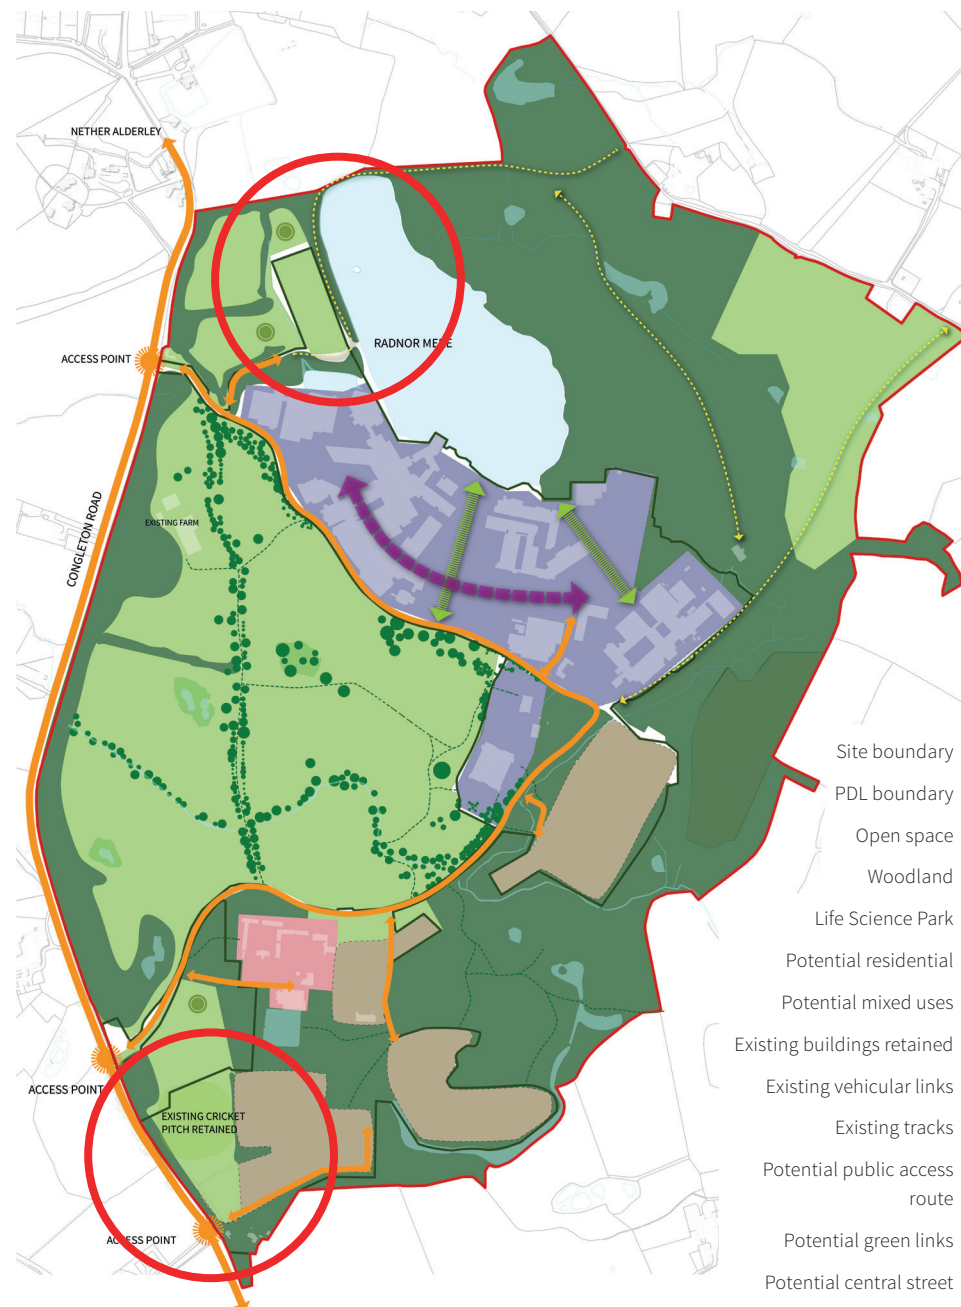 NETHER ALDERLEY
RADNOR MERE
ACCESS POINT
CONGLETON ROAD
EXISTING FARM
Site boundary
PDL boundary
Open space
Woodland
Life Science Park
Potential residential
Potential mixed uses
Existing buildings retained
Existing vehicular links
Existing tracks
Potential public access
route
Potential green links
Potential central street
ACCESS POINT
EXISTING CRICKET
PITCH RETAINED
ACCESS POINT